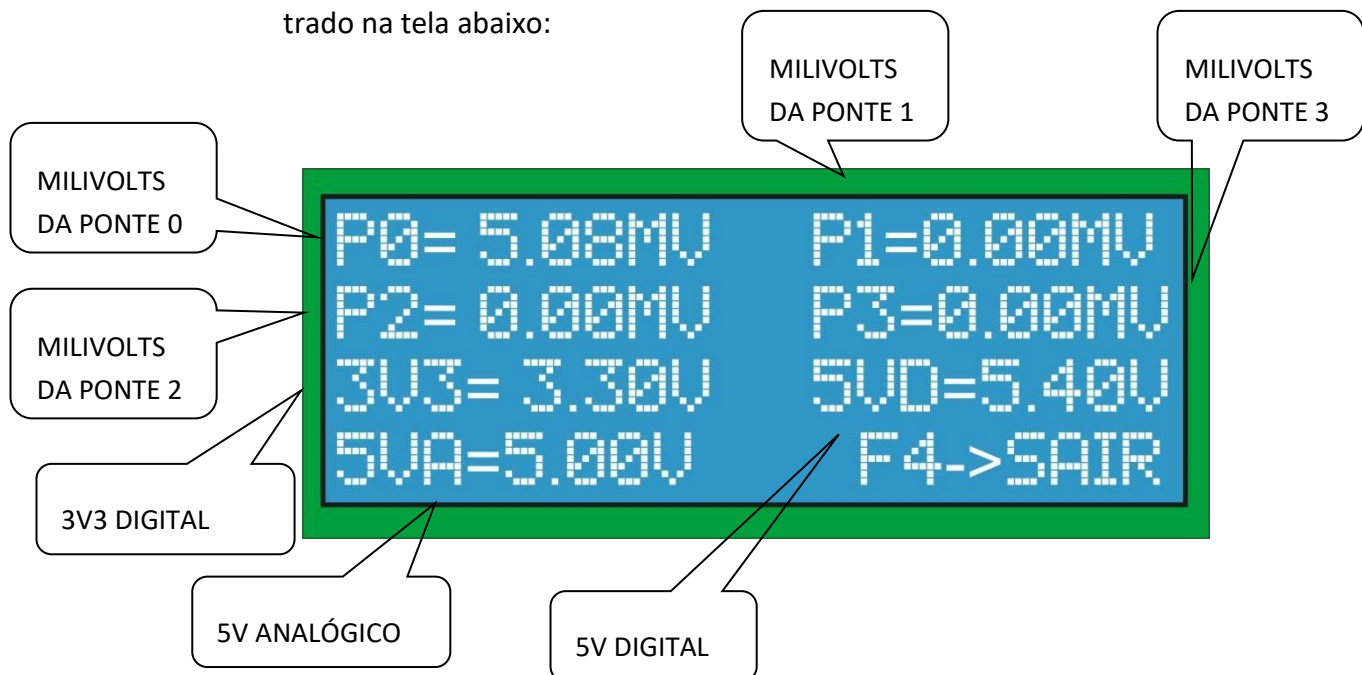 trado na tela abaixo:
MILIVOLTS
DA PONTE 1
MILIVOLTS
DA PONTE 3
MILIVOLTS
DA PONTE 0
P0= 5.08MV P1=0.00MV
P2= 0.00MV P3=0.00MV
MILIVOLTS
DA PONTE 2
3V3= 3.30V 5VD=5.40V
5VA=5.00V F4->SAIR
3V3 DIGITAL
5V ANALÓGICO
5V DIGITAL